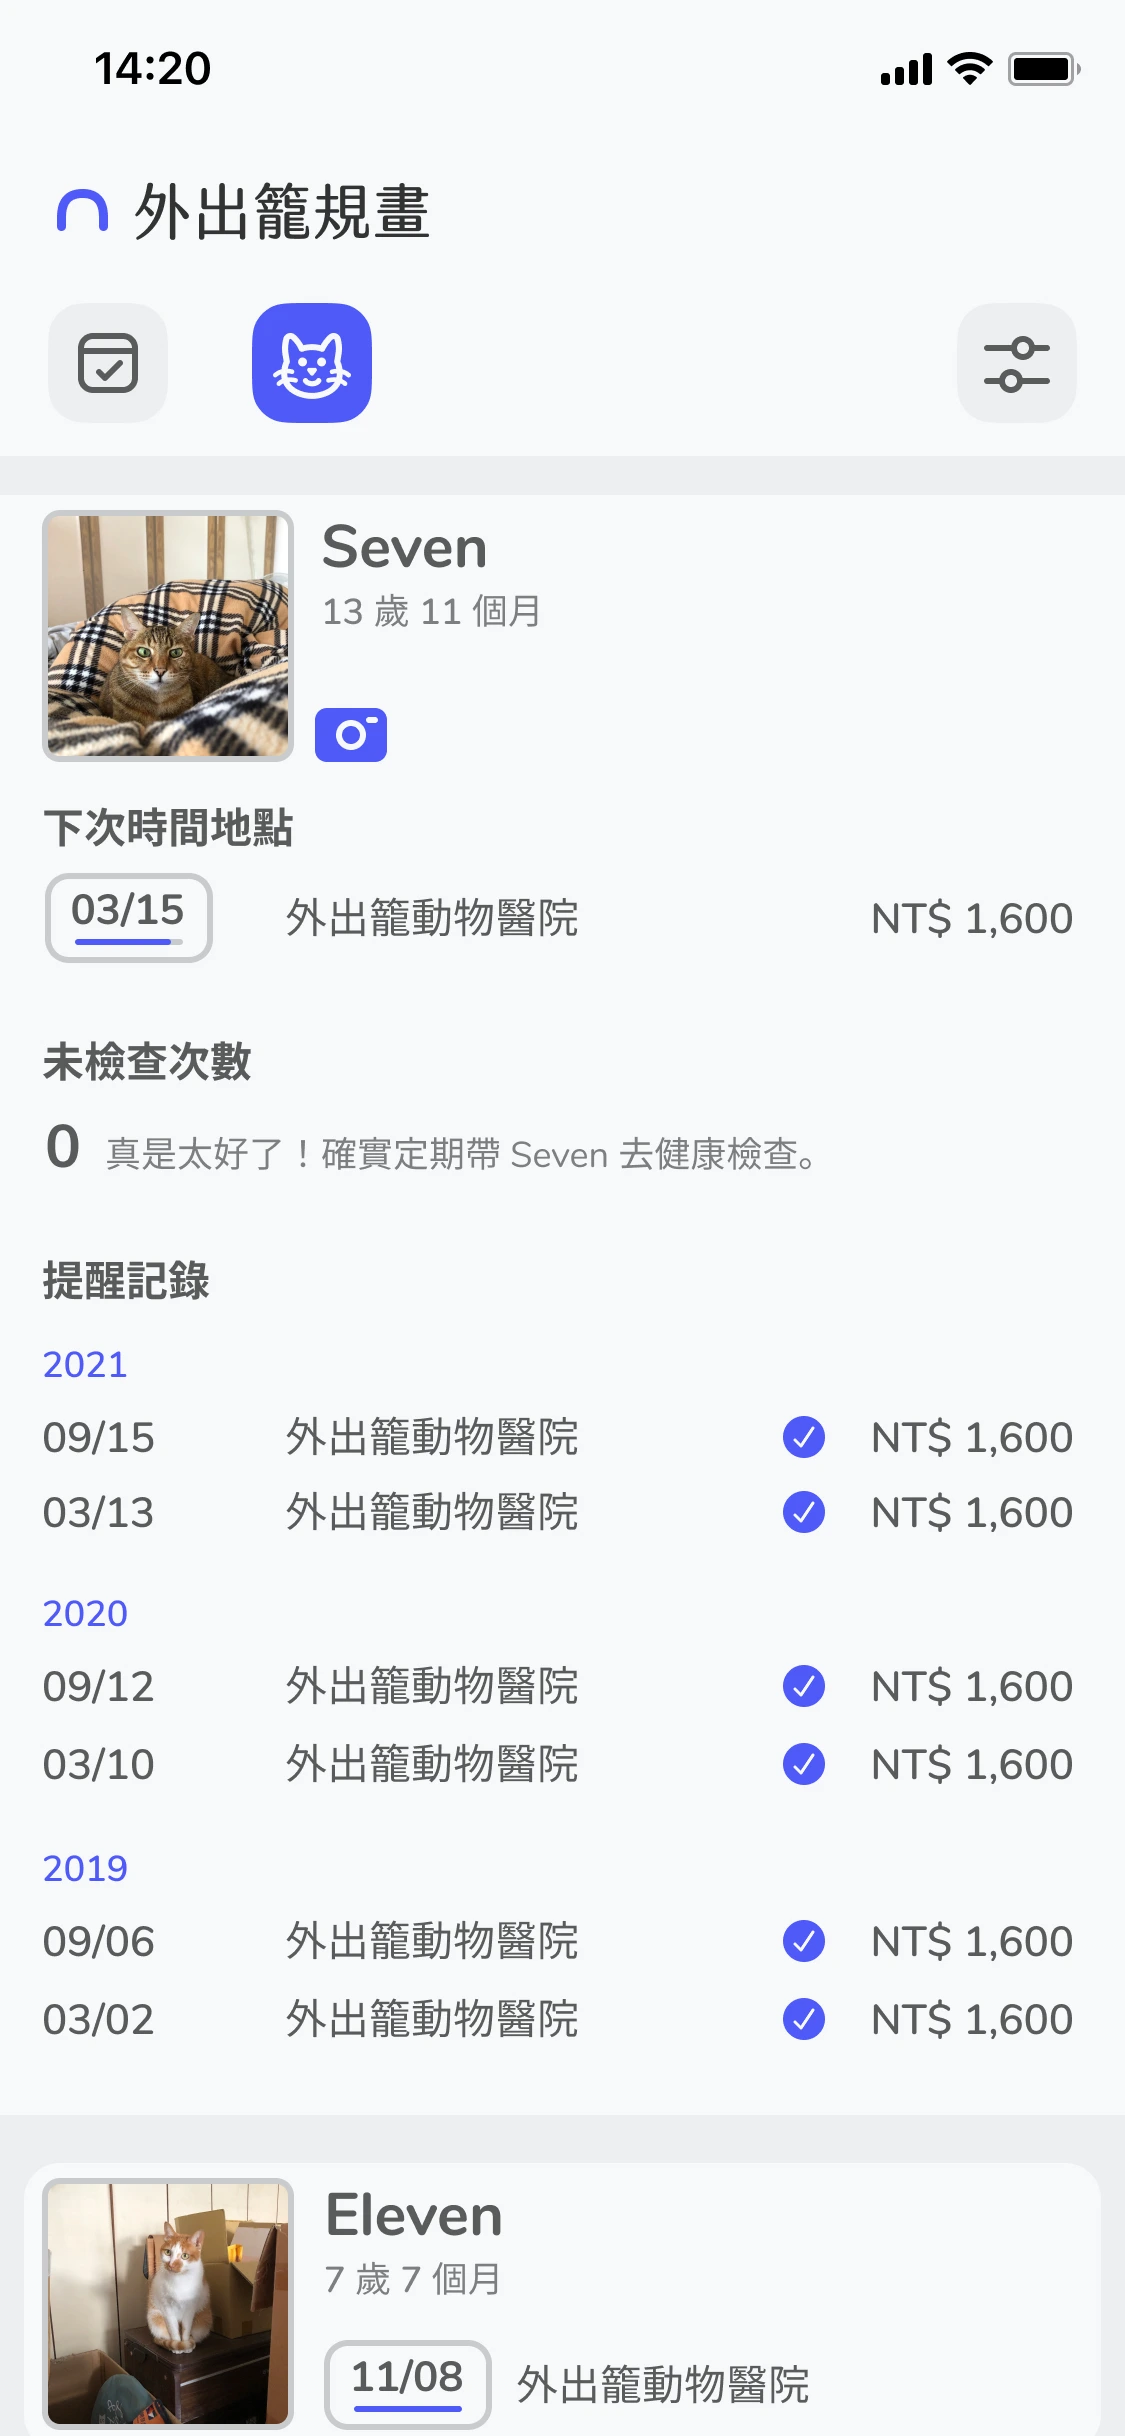 14:20
外出籠規畫
Seven
13 歲 11 個月
下次時間地點
03/15 外出籠動物醫院 NT$ 1,600
未檢查次數
0 真是太好了！確實定期帶 Seven 去健康檢查。
提醒記錄
2021
09/15 外出籠動物醫院 NT$ 1,600
03/13 外出籠動物醫院 NT$ 1,600
2020
09/12 外出籠動物醫院 NT$ 1,600
03/10 外出籠動物醫院 NT$ 1,600
2019
09/06 外出籠動物醫院 NT$ 1,600
03/02 外出籠動物醫院 NT$ 1,600
Eleven
7 歲 7 個月
11/08 外出籠動物醫院